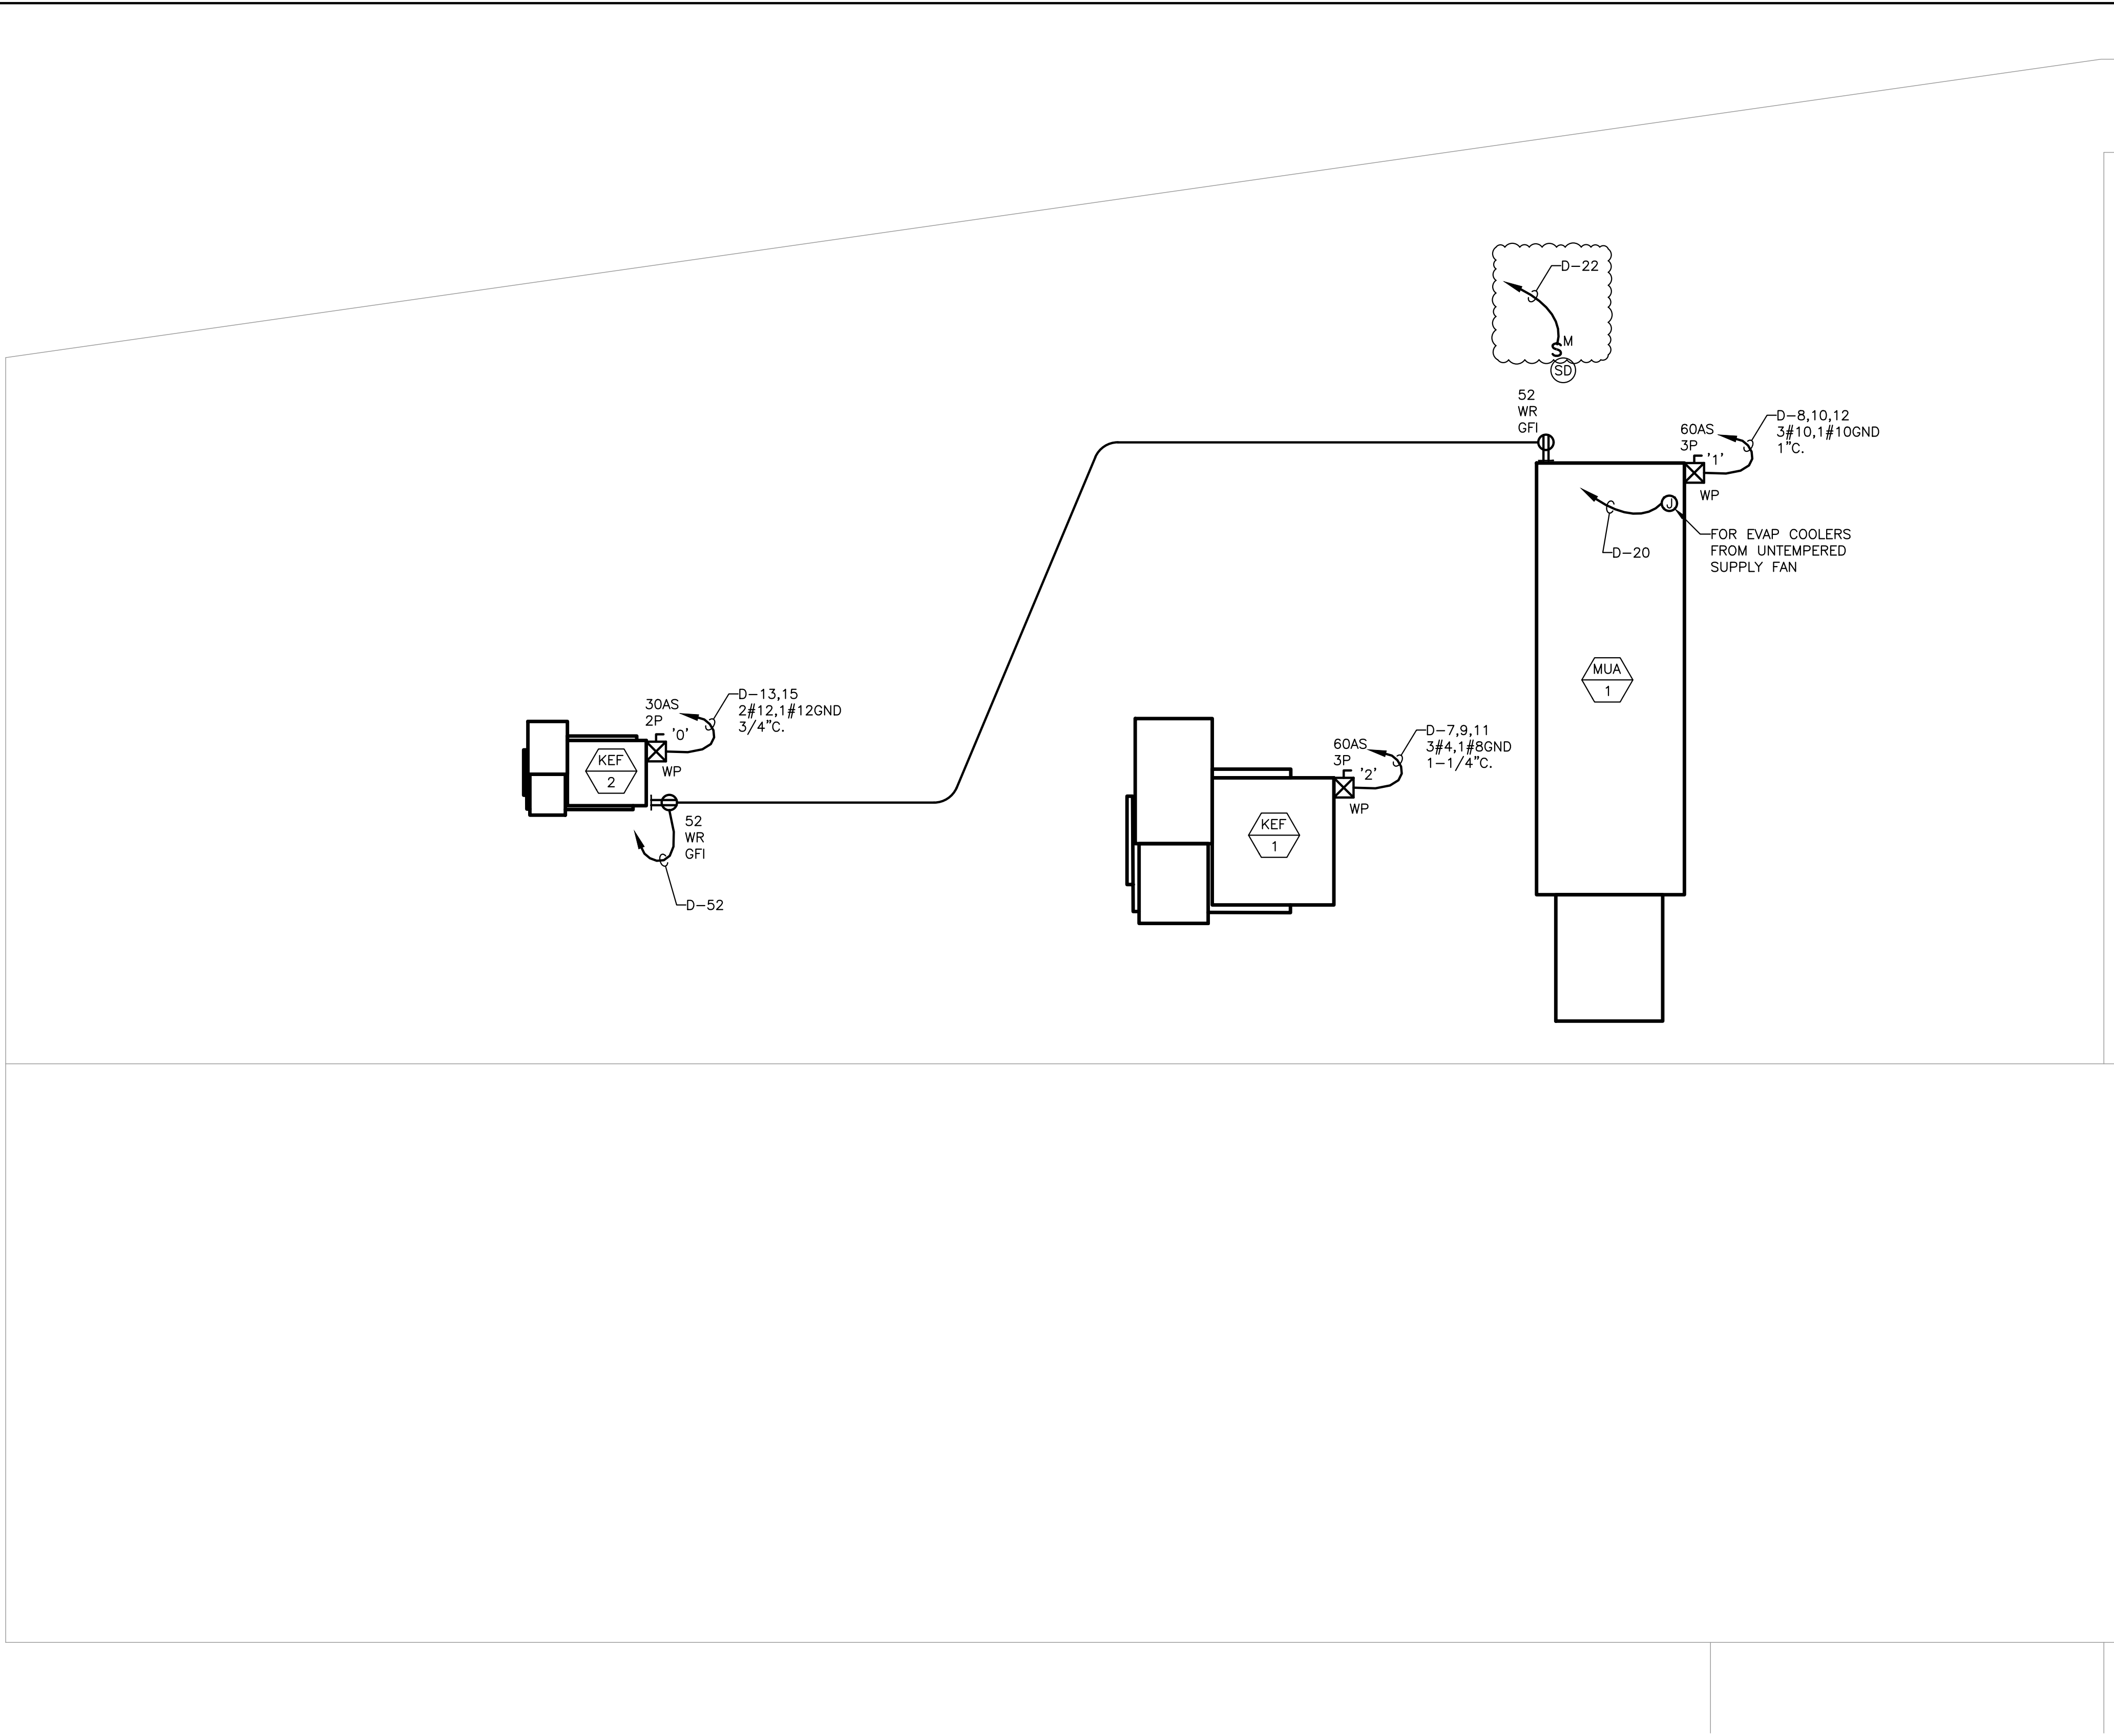 D-22
S M
SD
52
WR
GFI
60AS
3P
'1'
WP
D-8,10,12
3#10,1#10GND
1"C.
J
D-20
FOR EVAP COOLERS
FROM UNTEMPERED
SUPPLY FAN
MUA
1
30AS
2P
'0'
WP
D-13,15
2#12,1#12GND
3/4"C.
KEF
2
52
WR
GFI
D-52
60AS
3P
'2'
WP
D-7,9,11
3#4,1#8GND
1-1/4"C.
KEF
1